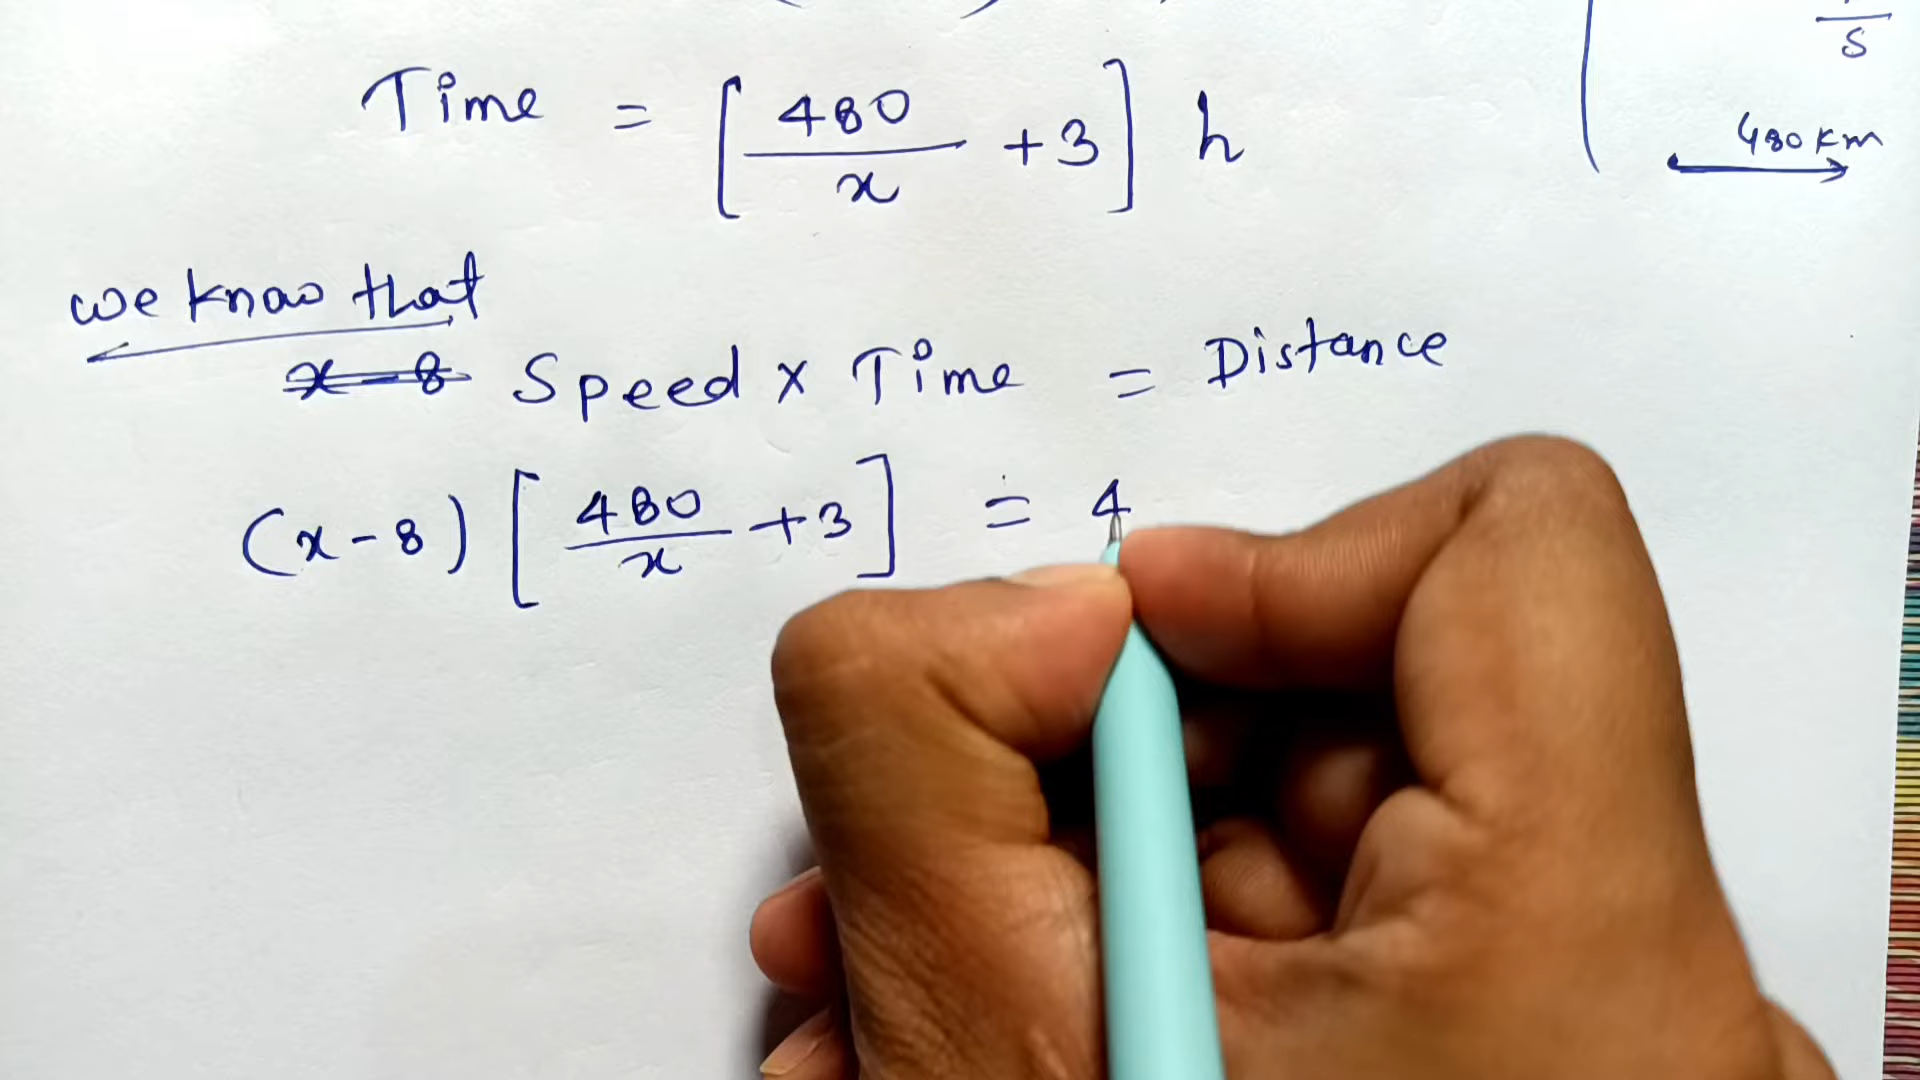 Time = [480/x + 3] h
S
480 km
we know that
x - 8 Speed x Time = Distance
(x - 8) [480/x + 3] = 4